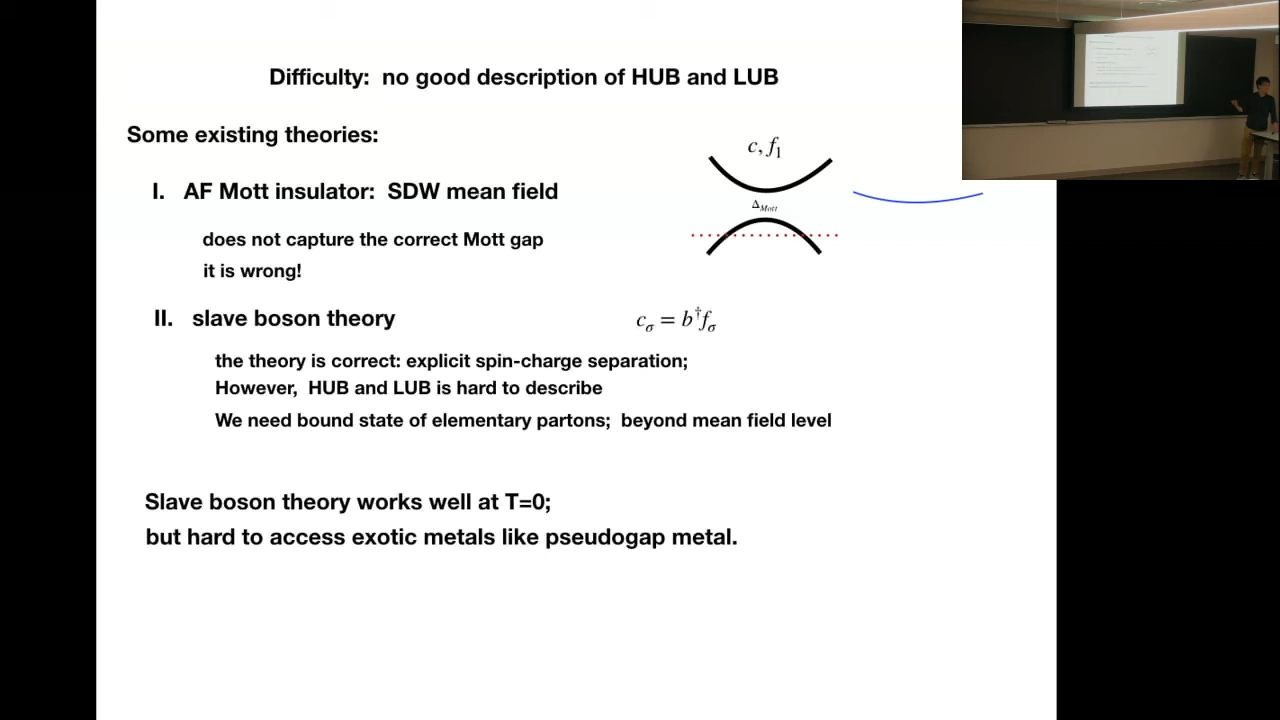 Difficulty: no good description of HUB and LUB
Some existing theories:
c, f₁
I. AF Mott insulator: SDW mean field
Δ_Mott
does not capture the correct Mott gap
it is wrong!
II. slave boson theory
c_σ = b†f_σ
the theory is correct: explicit spin-charge separation;
However, HUB and LUB is hard to describe
We need bound state of elementary partons; beyond mean field level
Slave boson theory works well at T=0;
but hard to access exotic metals like pseudogap metal.